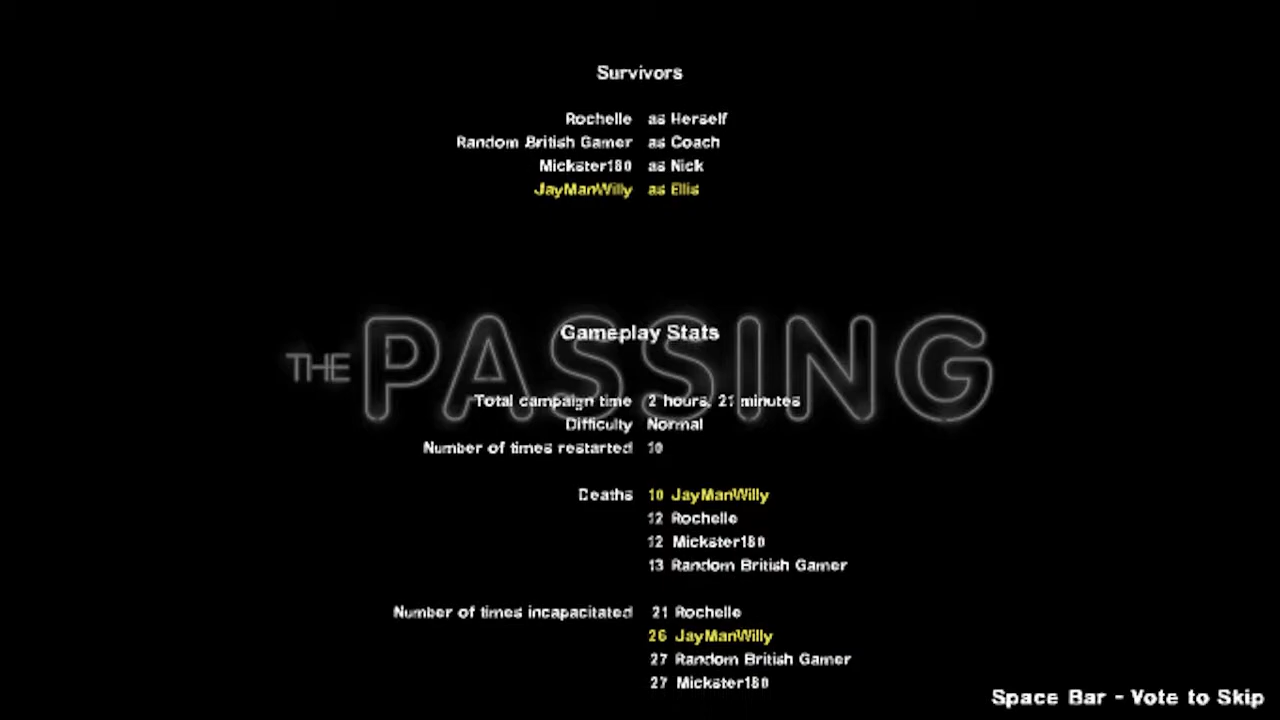 Survivors
Rochelle as Herself
Random British Gamer as Coach
Mickster180 as Nick
JayManWilly as Ellis
Gameplay Stats
THE PASSING
Total campaign time 2 hours, 21 minutes
Difficulty Normal
Number of times restarted 10
Deaths 10 JayManWilly
12 Rochelle
12 Mickster180
13 Random British Gamer
Number of times incapacitated 21 Rochelle
26 JayManWilly
27 Random British Gamer
27 Mickster180
Space Bar - Vote to Skip